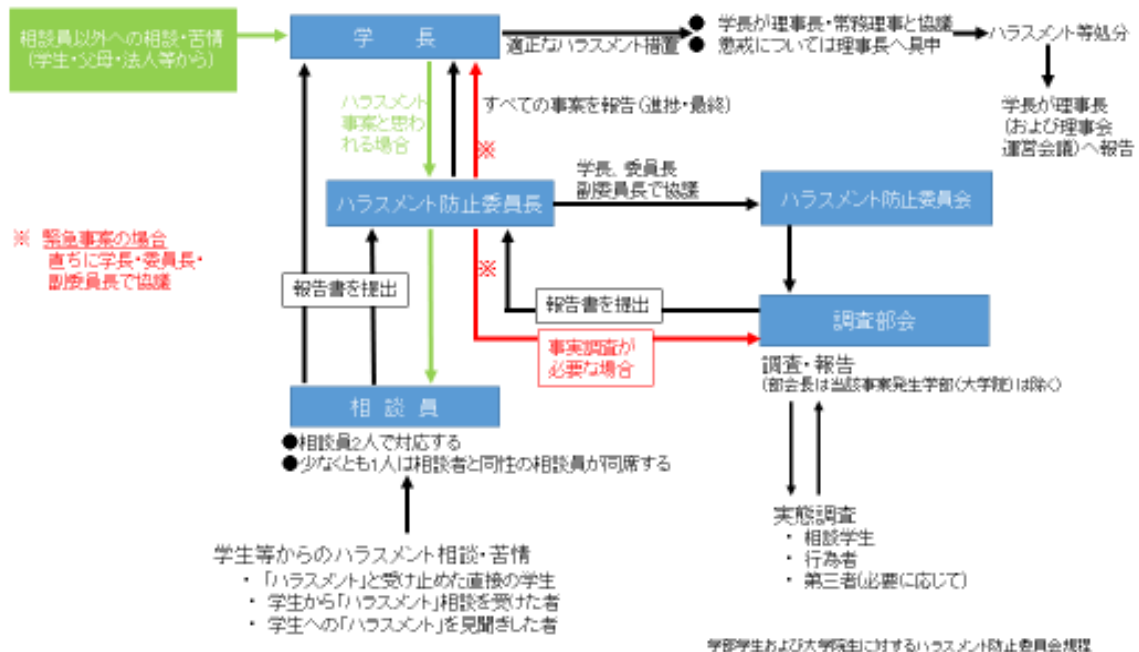 相談員以外への相談・苦情
(学生・父母・法人等から)
学 長
適正なハラスメント措置
● 学長が理事長・常務理事と協議
● 懲戒については理事長へ具申
ハラスメント等処分
学長が理事長
(および理事会
運営会議)へ報告
ハラスメント
事案と思わ
れる場合
すべての事案を報告(進捗・最終)
※
学長、委員長
副委員長で協議
ハラスメント防止委員長
ハラスメント防止委員会
※ 緊急事案の場合
直ちに学長・委員長・
副委員長で協議
※
報告書を提出
報告書を提出
調査部会
事実調査が
必要な場合
調査・報告
(部会長は当該事案発生学部(大学院)は除く)
相 談 員
●相談員2人で対応する
●少なくとも1人は相談者と同性の相談員が同席する
実態調査
・ 相談学生
・ 行為者
・ 第三者(必要に応じて)
学生等からのハラスメント相談・苦情
・ 「ハラスメント」と受け止めた直接の学生
・ 学生から「ハラスメント」相談を受けた者
・ 学生への「ハラスメント」を見聞きした者
学部学生および大学院生に対するハラスメント防止委員会規程